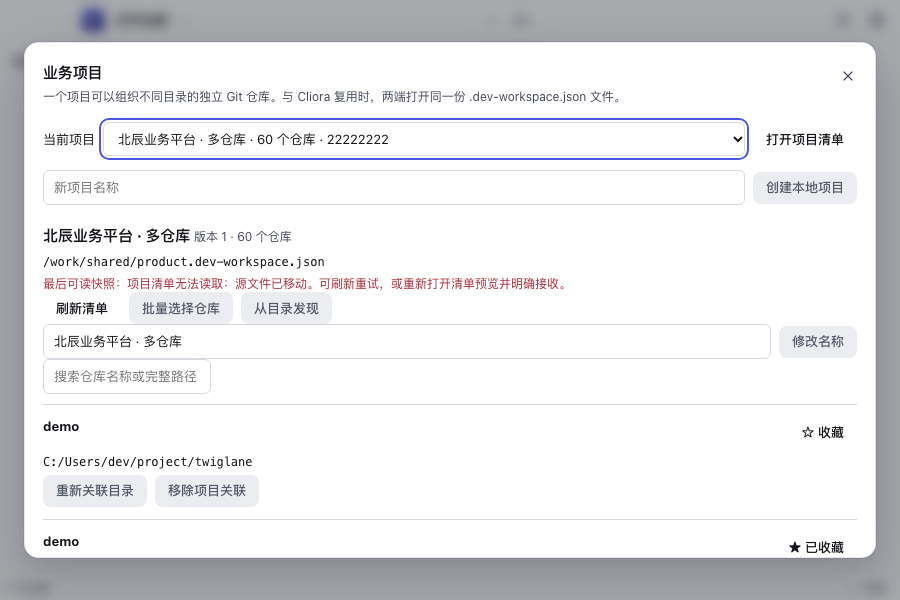 业务项目
一个项目可以组织不同目录的独立 Git 仓库。与 Cliora 复用时，两端打开同一份 .dev-workspace.json 文件。
当前项目 北辰业务平台 · 多仓库 · 60 个仓库 · 22222222 打开项目清单
新项目名称 创建本地项目
北辰业务平台 · 多仓库 版本 1 · 60 个仓库
/work/shared/product.dev-workspace.json
最后可读快照：项目清单无法读取：源文件已移动。可刷新重试，或重新打开清单预览并明确接收。
刷新清单 批量选择仓库 从目录发现
北辰业务平台 · 多仓库 修改名称
搜索仓库名称或完整路径
demo ☆ 收藏
C:/Users/dev/project/twiglane
重新关联目录 移除项目关联
demo ★ 已收藏